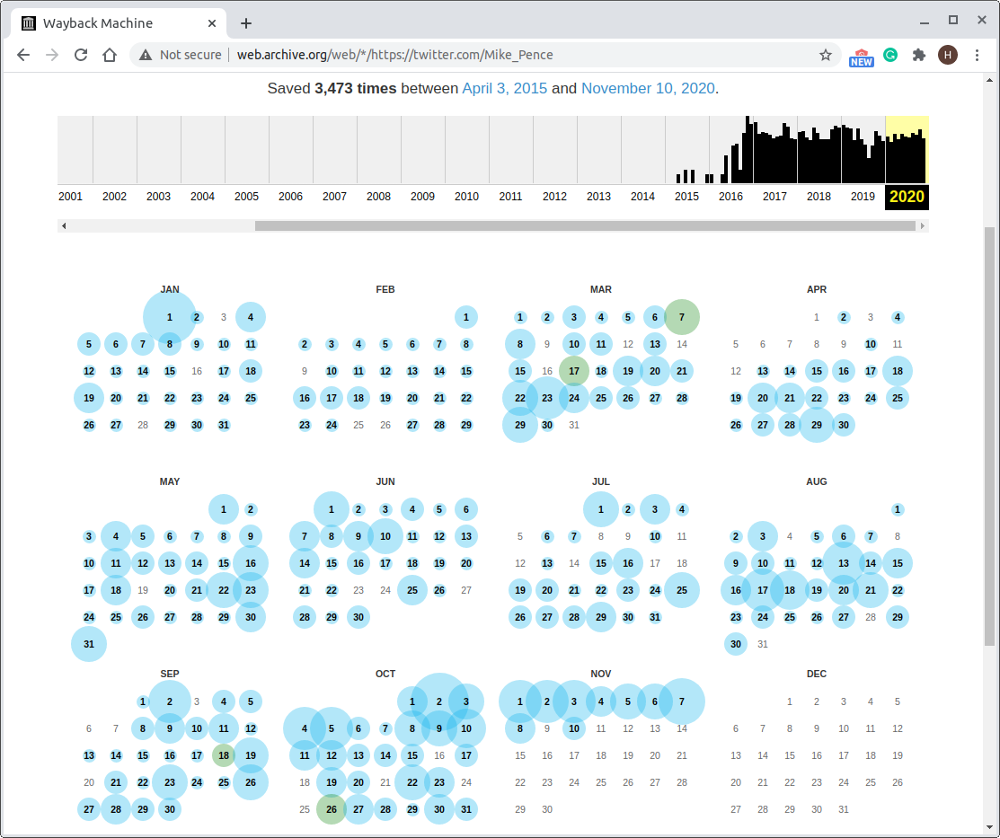 Wayback Machine
Not secure web.archive.org/web/*/https://twitter.com/Mike_Pence NEW H
Saved 3,473 times between April 3, 2015 and November 10, 2020.
2001 2002 2003 2004 2005 2006 2007 2008 2009 2010 2011 2012 2013 2014 2015 2016 2017 2018 2019 2020
JAN FEB MAR APR
1 2 3 4 1 1 2 3 4 5 6 7 1 2 3 4
5 6 7 8 9 10 11 2 3 4 5 6 7 8 8 9 10 11 12 13 14 5 6 7 8 9 10 11
12 13 14 15 16 17 18 9 10 11 12 13 14 15 15 16 17 18 19 20 21 12 13 14 15 16 17 18
19 20 21 22 23 24 25 16 17 18 19 20 21 22 22 23 24 25 26 27 28 19 20 21 22 23 24 25
26 27 28 29 30 31 23 24 25 26 27 28 29 29 30 31 26 27 28 29 30
MAY JUN JUL AUG
1 2 1 2 3 4 5 6 1 2 3 4 1
3 4 5 6 7 8 9 7 8 9 10 11 12 13 5 6 7 8 9 10 11 2 3 4 5 6 7 8
10 11 12 13 14 15 16 14 15 16 17 18 19 20 12 13 14 15 16 17 18 9 10 11 12 13 14 15
17 18 19 20 21 22 23 21 22 23 24 25 26 27 19 20 21 22 23 24 25 16 17 18 19 20 21 22
24 25 26 27 28 29 30 28 29 30 26 27 28 29 30 31 23 24 25 26 27 28 29
31 30 31
SEP OCT NOV DEC
1 2 3 4 5 1 2 3 1 2 3 4 5 6 7 1 2 3 4 5
6 7 8 9 10 11 12 4 5 6 7 8 9 10 8 9 10 11 12 13 14 6 7 8 9 10 11 12
13 14 15 16 17 18 19 11 12 13 14 15 16 17 15 16 17 18 19 20 21 13 14 15 16 17 18 19
20 21 22 23 24 25 26 18 19 20 21 22 23 24 22 23 24 25 26 27 28 20 21 22 23 24 25 26
27 28 29 30 25 26 27 28 29 30 31 29 30 27 28 29 30 31